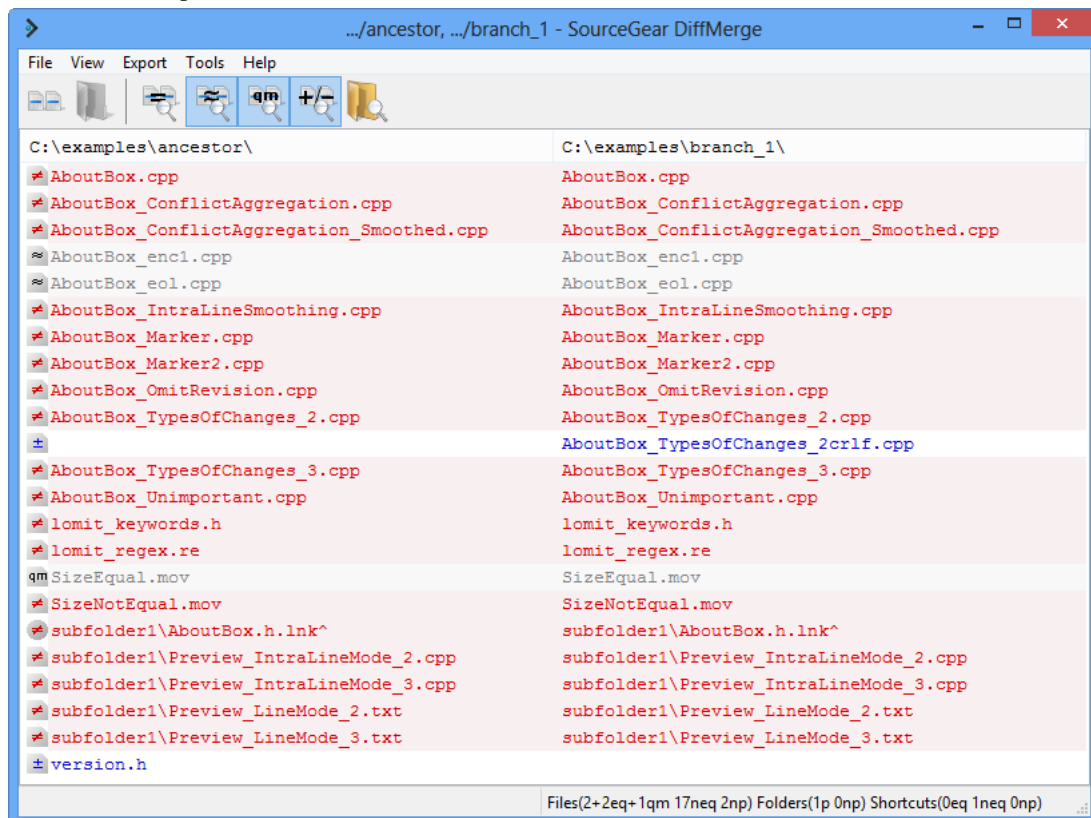 .../ancestor, .../branch_1 - SourceGear DiffMerge
File View Export Tools Help
= ≈ qm +/-
C:\examples\ancestor\ C:\examples\branch_1\
≠ AboutBox.cpp AboutBox.cpp
≠ AboutBox_ConflictAggregation.cpp AboutBox_ConflictAggregation.cpp
≠ AboutBox_ConflictAggregation_Smoothed.cpp AboutBox_ConflictAggregation_Smoothed.cpp
≈ AboutBox_enc1.cpp AboutBox_enc1.cpp
≈ AboutBox_eol.cpp AboutBox_eol.cpp
≠ AboutBox_IntraLineSmoothing.cpp AboutBox_IntraLineSmoothing.cpp
≠ AboutBox_Marker.cpp AboutBox_Marker.cpp
≠ AboutBox_Marker2.cpp AboutBox_Marker2.cpp
≠ AboutBox_OmitRevision.cpp AboutBox_OmitRevision.cpp
≠ AboutBox_TypesOfChanges_2.cpp AboutBox_TypesOfChanges_2.cpp
± AboutBox_TypesOfChanges_2crlf.cpp
≠ AboutBox_TypesOfChanges_3.cpp AboutBox_TypesOfChanges_3.cpp
≠ AboutBox_Unimportant.cpp AboutBox_Unimportant.cpp
≠ lomit_keywords.h lomit_keywords.h
≠ lomit_regex.re lomit_regex.re
qm SizeEqual.mov SizeEqual.mov
≠ SizeNotEqual.mov SizeNotEqual.mov
≠ subfolder1\AboutBox.h.lnk^ subfolder1\AboutBox.h.lnk^
≠ subfolder1\Preview_IntraLineMode_2.cpp subfolder1\Preview_IntraLineMode_2.cpp
≠ subfolder1\Preview_IntraLineMode_3.cpp subfolder1\Preview_IntraLineMode_3.cpp
≠ subfolder1\Preview_LineMode_2.txt subfolder1\Preview_LineMode_2.txt
≠ subfolder1\Preview_LineMode_3.txt subfolder1\Preview_LineMode_3.txt
± version.h
Files(2+2eq+1qm 17neq 2np) Folders(1p 0np) Shortcuts(0eq 1neq 0np)